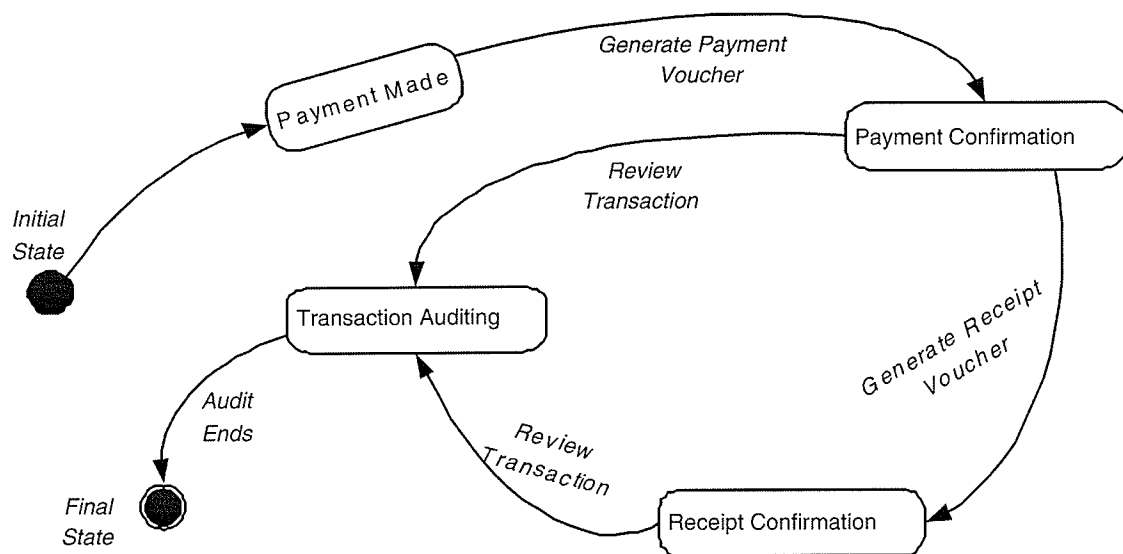 Generate Payment
Voucher
Payment Made
Payment Confirmation
Review
Transaction
Initial
State
Transaction Auditing
Generate Receipt
Voucher
Audit
Ends
Review
Transaction
Final
State
Receipt Confirmation